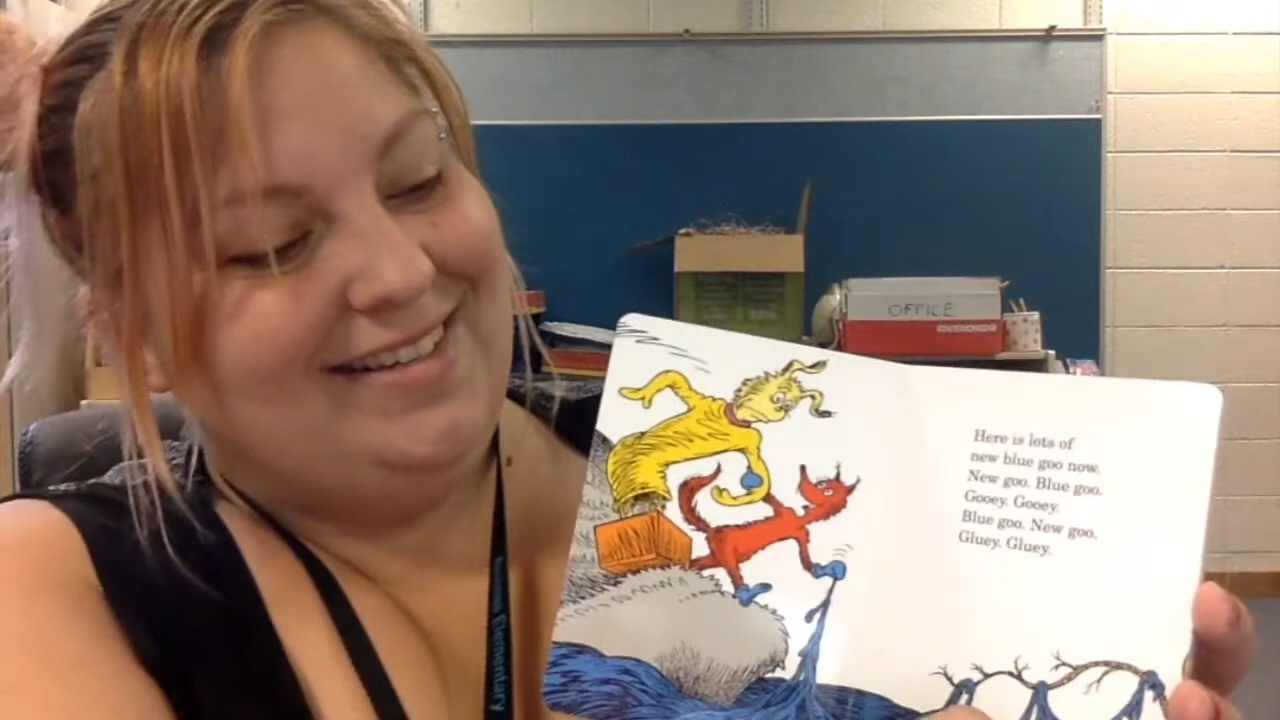 OFFICE
Here is lots of
new blue goo now.
New goo. Blue goo.
Gooey. Gooey.
Blue goo. New goo.
Gluey. Gluey.
Elementary